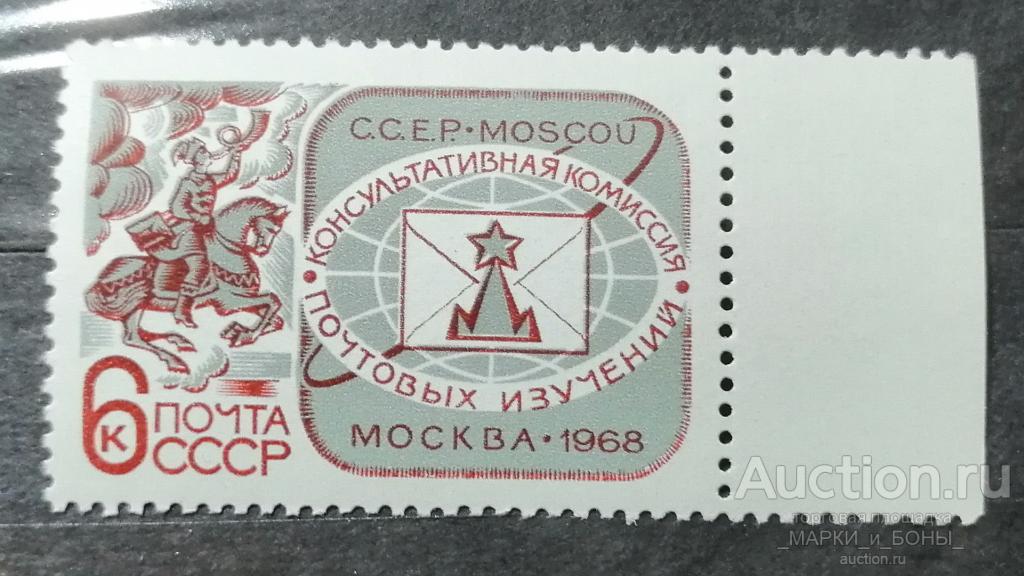 C.C.E.P. • MOSCOU
• КОНСУЛЬТАТИВНАЯ КОМИССИЯ •
ПОЧТОВЫХ ИЗУЧЕНИЙ
МОСКВА • 1968
6 К
ПОЧТА
СССР
Auction.ru
торговая площадка
_МАРКИ_и_БОНЫ_
auction.ru